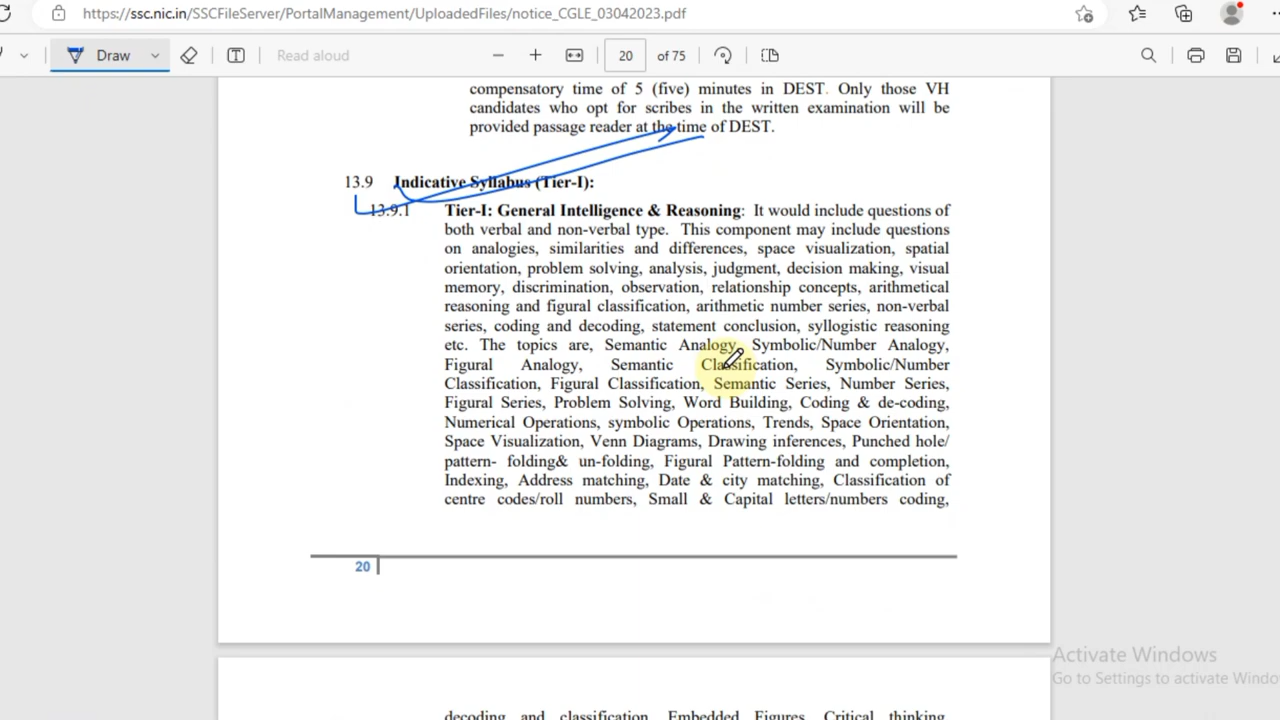 https://ssc.nic.in/SSCFileServer/PortalManagement/UploadedFiles/notice_CGLE_03042023.pdf
Draw Read aloud 20 of 75
compensatory time of 5 (five) minutes in DEST. Only those VH
candidates who opt for scribes in the written examination will be
provided passage reader at the time of DEST.
13.9 Indicative Syllabus (Tier-I):
13.9.1 Tier-I: General Intelligence & Reasoning: It would include questions of
both verbal and non-verbal type. This component may include questions
on analogies, similarities and differences, space visualization, spatial
orientation, problem solving, analysis, judgment, decision making, visual
memory, discrimination, observation, relationship concepts, arithmetical
reasoning and figural classification, arithmetic number series, non-verbal
series, coding and decoding, statement conclusion, syllogistic reasoning
etc. The topics are, Semantic Analogy, Symbolic/Number Analogy,
Figural Analogy, Semantic Classification, Symbolic/Number
Classification, Figural Classification, Semantic Series, Number Series,
Figural Series, Problem Solving, Word Building, Coding & de-coding,
Numerical Operations, symbolic Operations, Trends, Space Orientation,
Space Visualization, Venn Diagrams, Drawing inferences, Punched hole/
pattern- folding& un-folding, Figural Pattern-folding and completion,
Indexing, Address matching, Date & city matching, Classification of
centre codes/roll numbers, Small & Capital letters/numbers coding,
20
Activate Windows
Go to Settings to activate Windo
decoding and classification, Embedded Figures, Critical thinking,